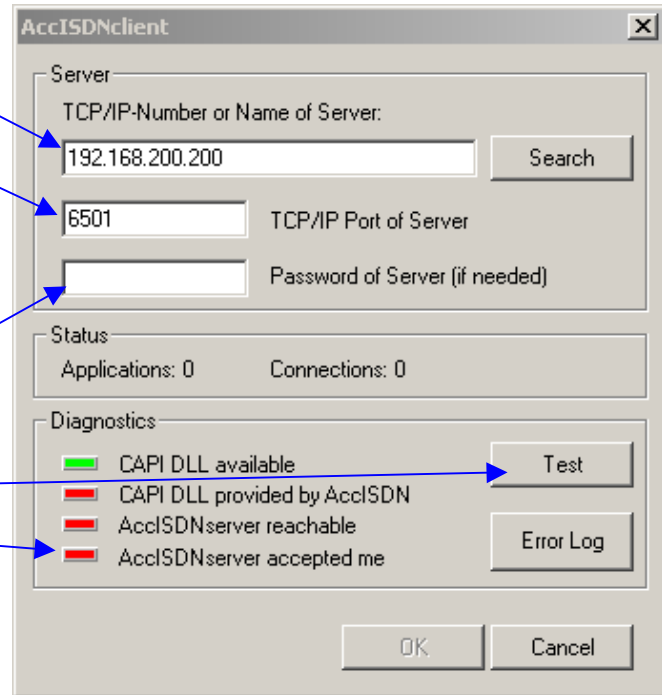 AccISDNclient
Server
TCP/IP-Number or Name of Server:
192.168.200.200
Search
6501
TCP/IP Port of Server
Password of Server (if needed)
Status
Applications: 0
Connections: 0
Diagnostics
CAPI DLL available
Test
CAPI DLL provided by AccISDN
AccISDNserver reachable
Error Log
AccISDNserver accepted me
OK
Cancel